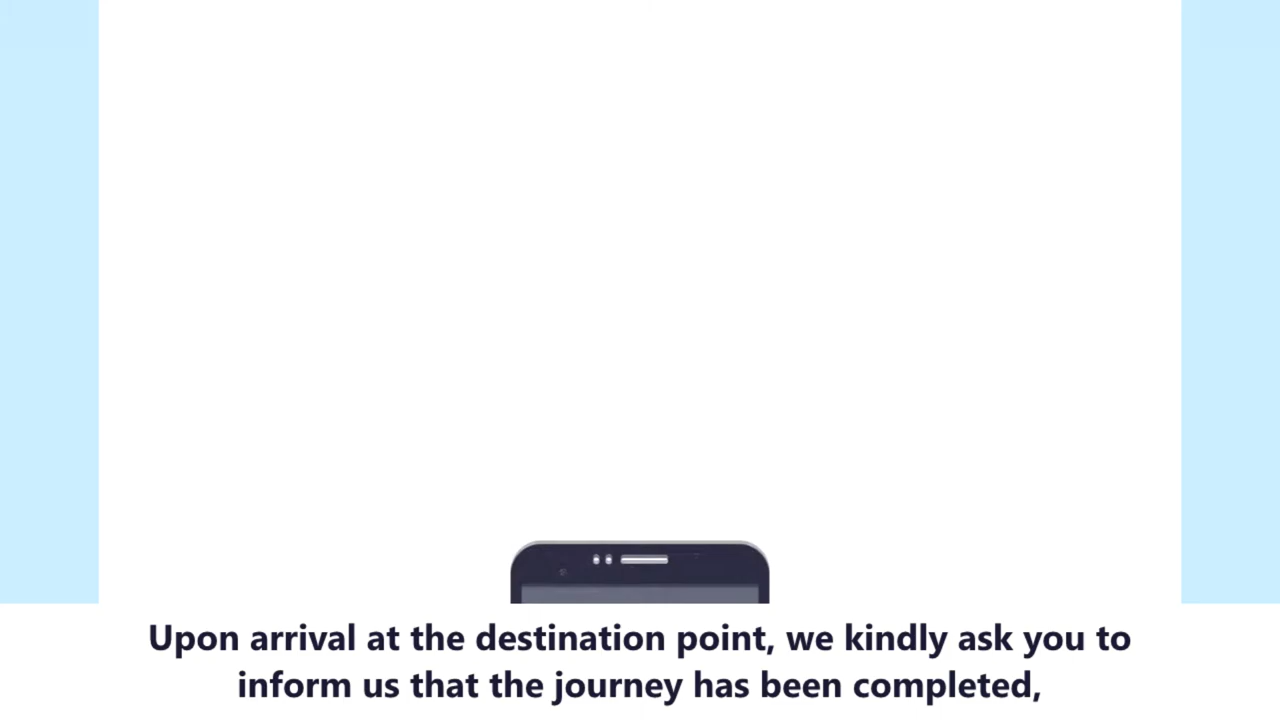 Upon arrival at the destination point, we kindly ask you to
inform us that the journey has been completed,